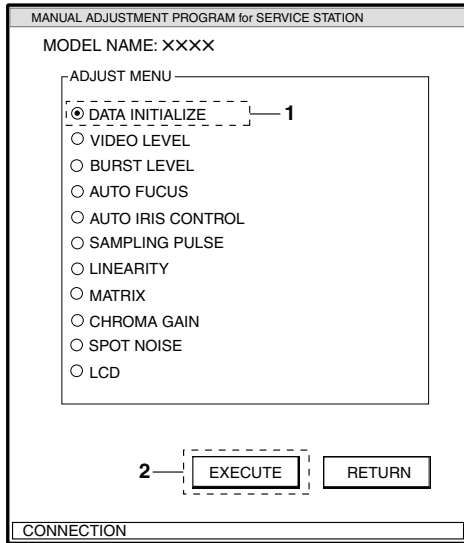 MANUAL ADJUSTMENT PROGRAM for SERVICE STATION
MODEL NAME: ××××
ADJUST MENU
DATA INITIALIZE 1
VIDEO LEVEL
BURST LEVEL
AUTO FUCUS
AUTO IRIS CONTROL
SAMPLING PULSE
LINEARITY
MATRIX
CHROMA GAIN
SPOT NOISE
LCD
2 EXECUTE RETURN
CONNECTION